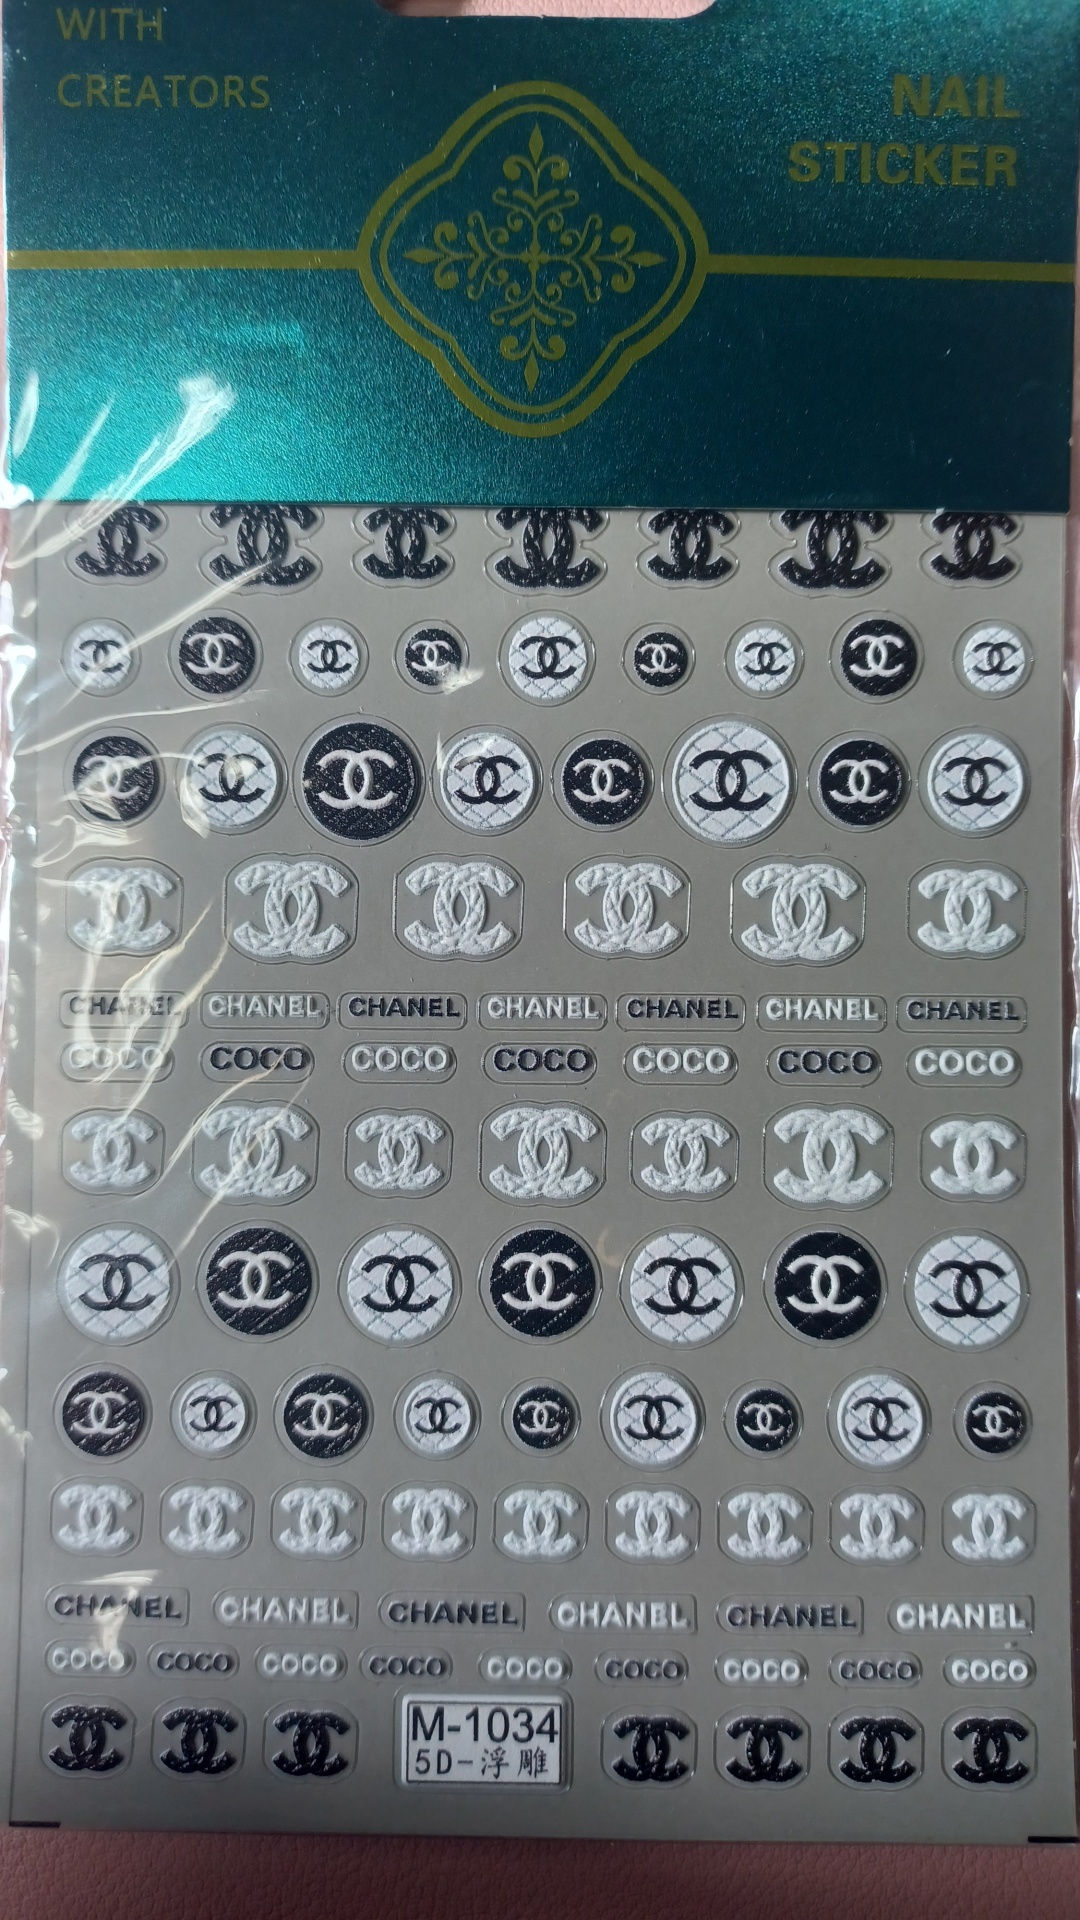 WITH
CREATORS
NAIL
STICKER
CHANEL CHANEL CHANEL CHANEL CHANEL CHANEL CHANEL
COCO COCO COCO COCO COCO COCO COCO
CHANEL CHANEL CHANEL CHANEL CHANEL CHANEL
COCO COCO COCO COCO COCO COCO COCO COCO COCO
M-1034
5D-浮雕